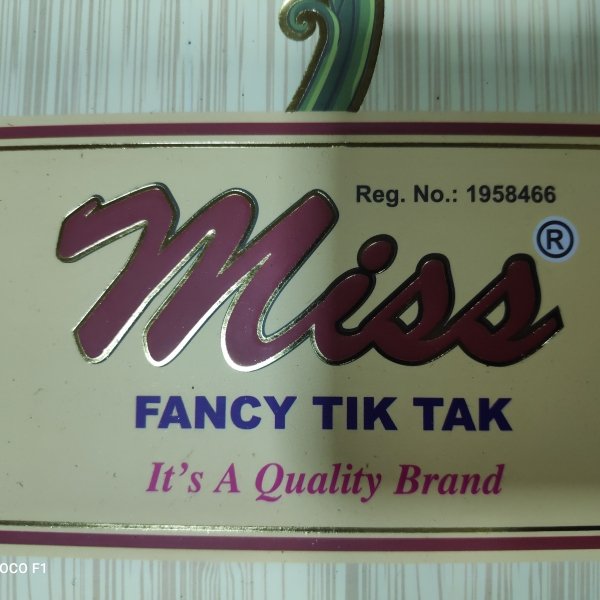 Reg. No.: 1958466
Miss ®
FANCY TIK TAK
It's A Quality Brand
OCO F1